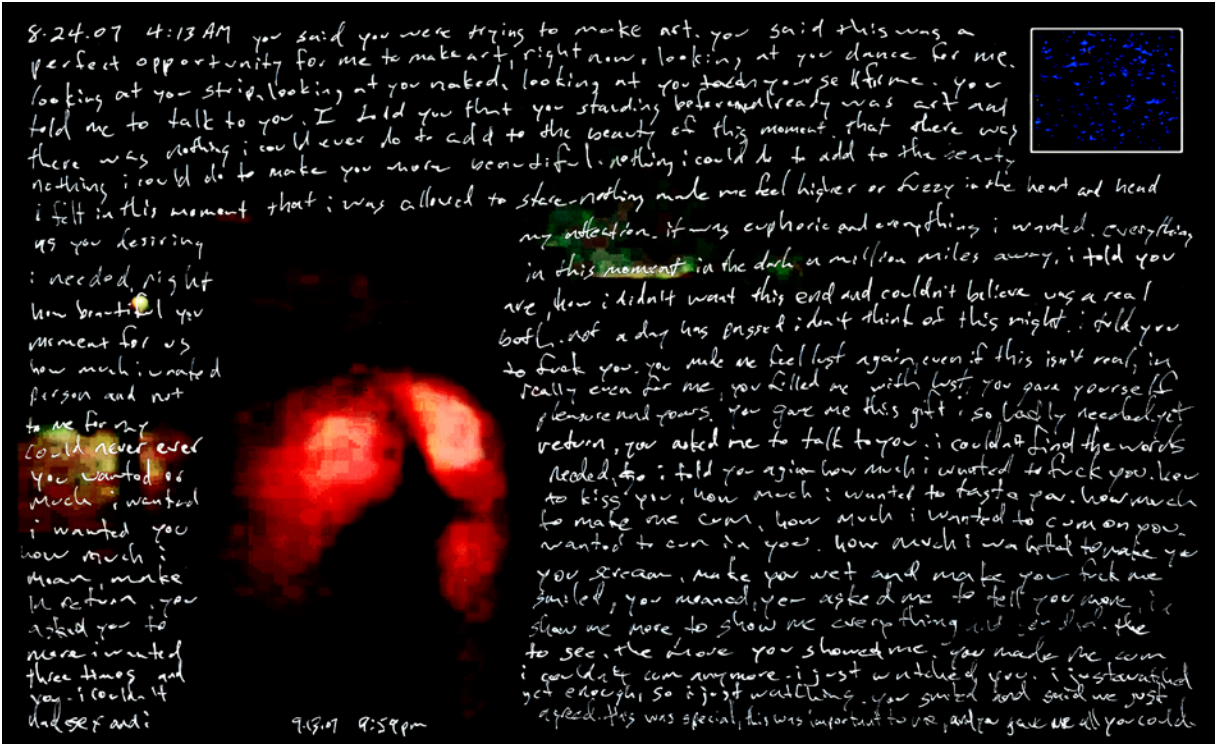 8.24.07 4:13 AM you said you were trying to make art. you said this was a
perfect opportunity for me to make art, right now, looking at you dance for me.
looking at you strip, looking at you naked, looking at you touch yourself for me. you
told me to talk to you. I told you that you standing before me already was art and
there was nothing i could ever do to add to the beauty of this moment. that there was
nothing i could do to make you more beautiful. nothing i could do to add to the beauty
i felt in this moment that i was allowed to share. nothing made me feel higher or fuzzy in the heart and head
as you desiring my attention. it was euphoric and everything i wanted. everything
i needed, right in this moment in the dark a million miles away. i told you
how beautiful you are, how i didn't want this end and couldn't believe was a real
moment for us both. not a day has passed i don't think of this night. i told you
how much i wanted to fuck you. you made me feel lust again, even if this isn't real, in
person and not really even for me, you filled me with lust. you gave yourself
to me for my pleasure and yours. you gave me this gift i so badly needed yet
could never ever return. you asked me to talk to you. i couldn't find the words
you wanted or needed, so i told you agian how much i wanted to fuck you. how
much i wanted to kiss you, how much i wanted to taste you. how much
i wanted you to make me cum, how much i wanted to cum on you.
how much i wanted to cum in you. how much i wanted to make you
moan, make you scream, make you wet and make you fuck me
in return. you smiled, you moaned, you asked me to tell you more, i
asked you to show me more to show me everything the
more i wanted to see. the more you showed me. you made me cum
three times and i couldn't cum anymore. i just watched you. i just watched
you. i couldn't get enough, so i just watching. you smiled and said we just
had sex and i agreed. this was special, this was important to me, and you gave me all you could.
9.13.07 9:59pm